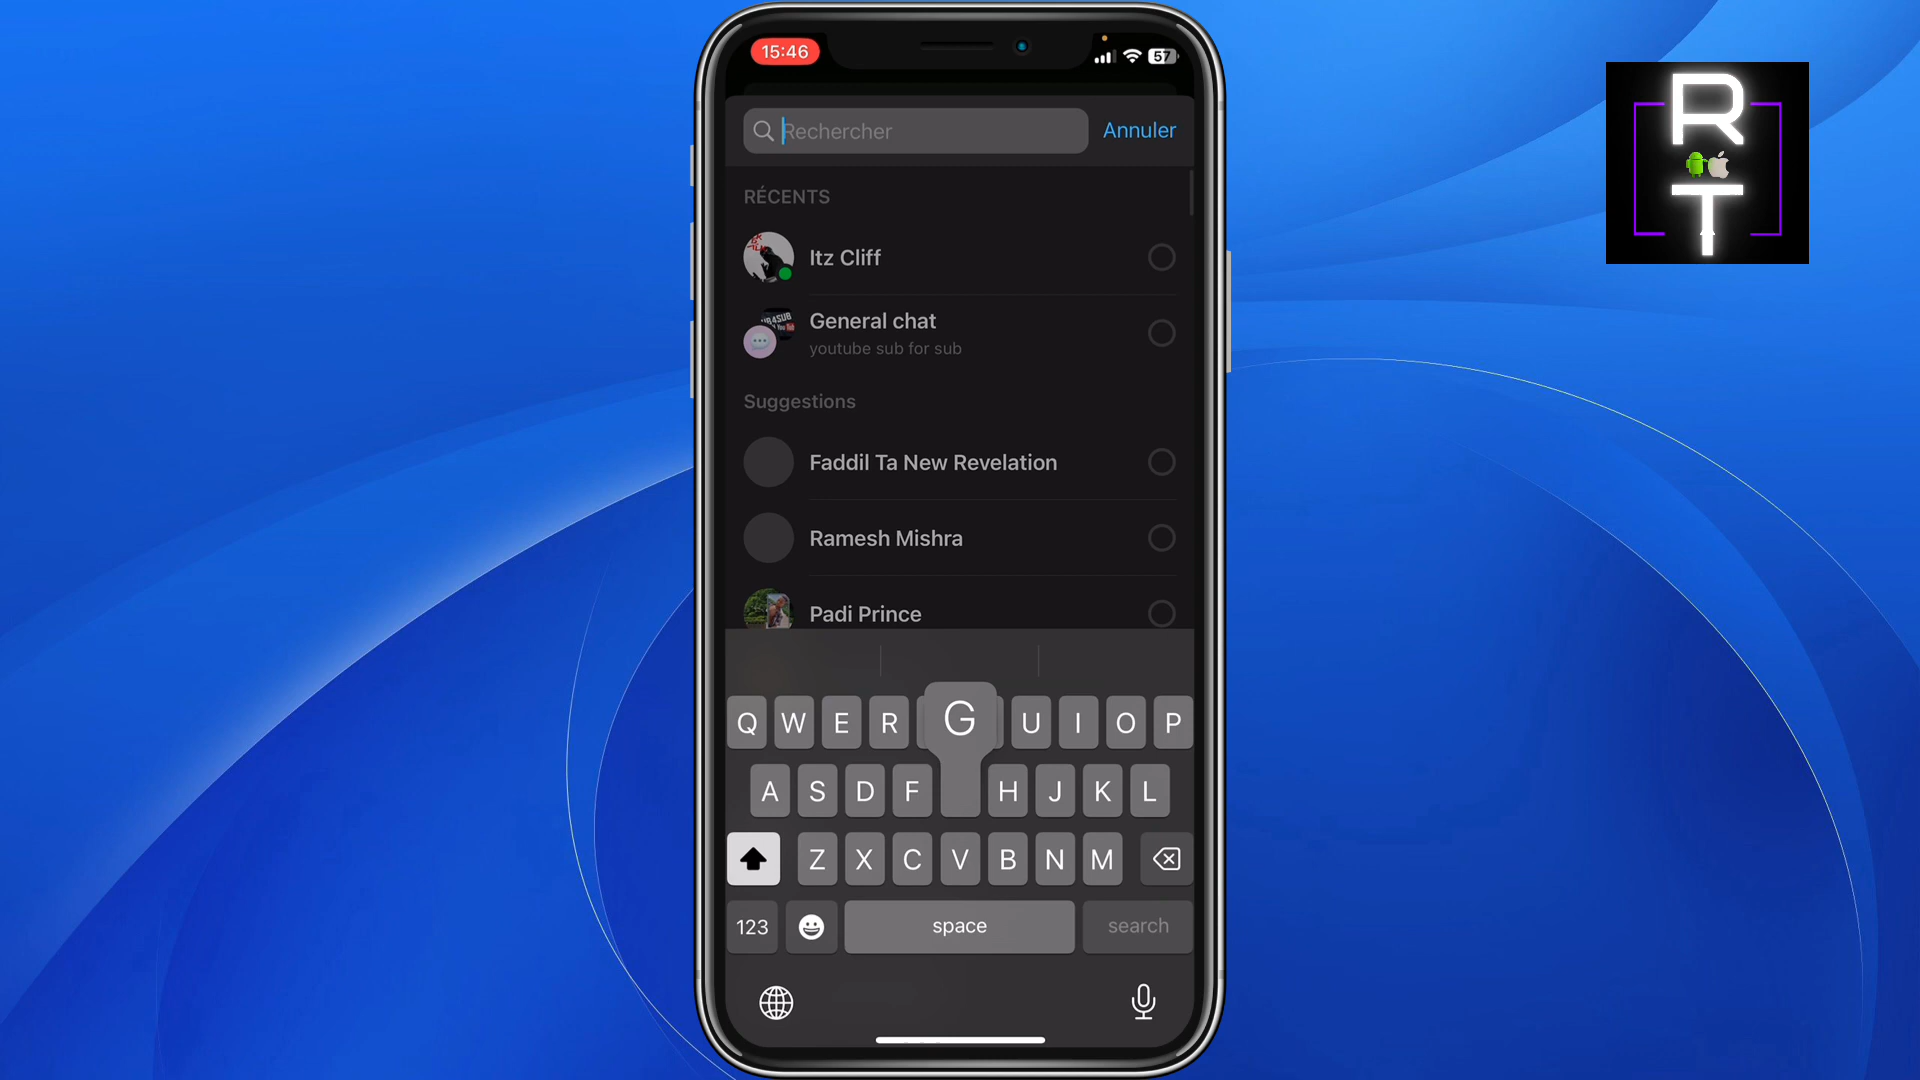 15:46
57
Rechercher
Annuler
RÉCENTS
Itz Cliff
General chat
youtube sub for sub
Suggestions
Faddil Ta New Revelation
Ramesh Mishra
Padi Prince
Q W E R G U I O P
A S D F H J K L
Z X C V B N M
123 space search
R
T